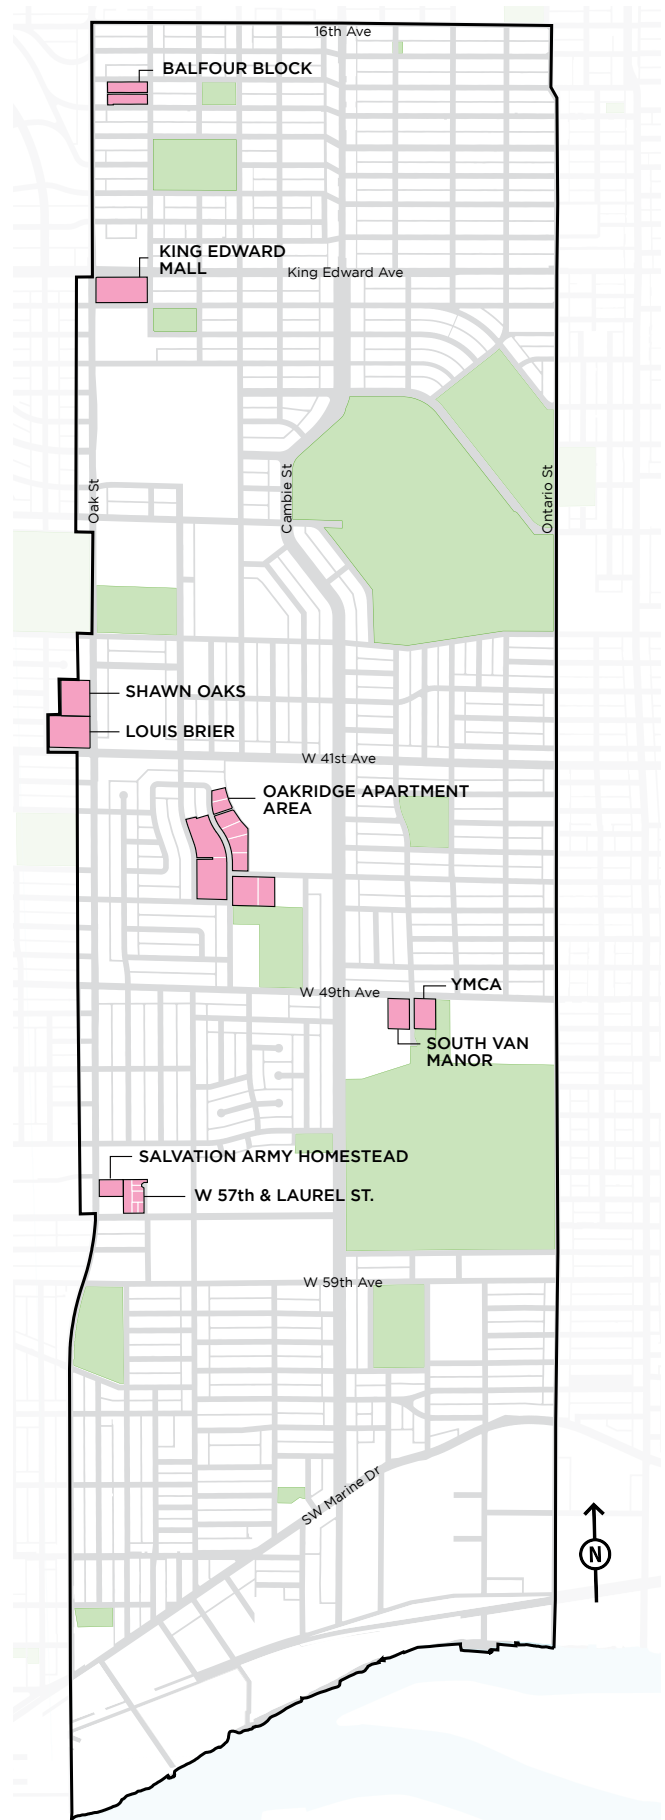 16th Ave
BALFOUR BLOCK
KING EDWARD
MALL
King Edward Ave
Oak St
Cambie St
Ontario St
SHAWN OAKS
LOUIS BRIER
W 41st Ave
OAKRIDGE APARTMENT
AREA
YMCA
W 49th Ave
SOUTH VAN
MANOR
SALVATION ARMY HOMESTEAD
W 57th & LAUREL ST.
W 59th Ave
SW Marine Dr
N